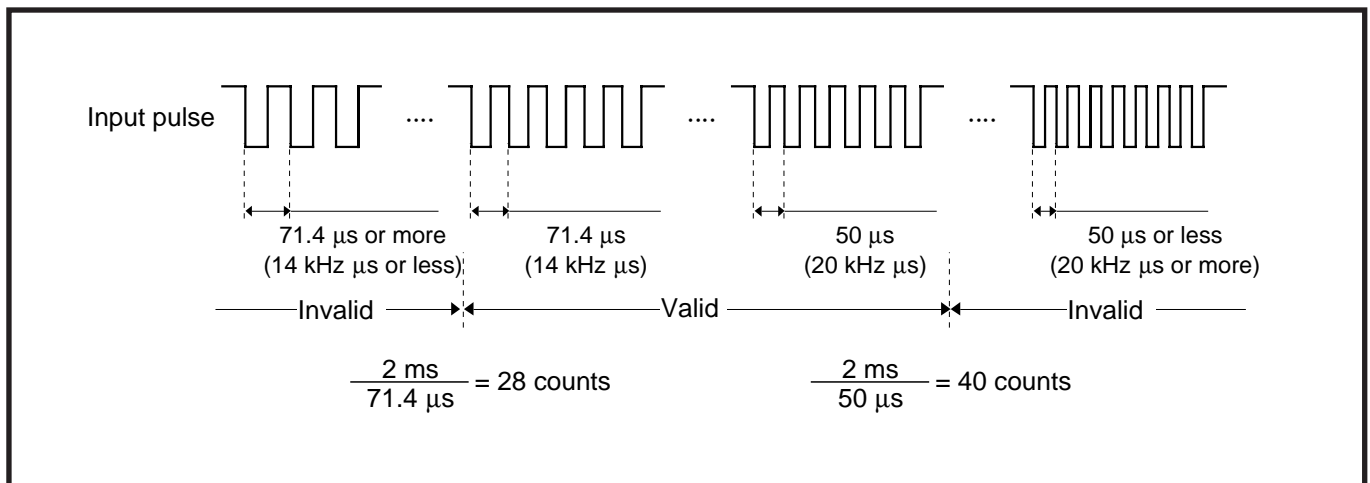 Input pulse
.... .... ....
71.4 μs or more
(14 kHz μs or less)
71.4 μs
(14 kHz μs)
50 μs
(20 kHz μs)
50 μs or less
(20 kHz μs or more)
Invalid
Valid
Invalid
2 ms
71.4 μs
= 28 counts
2 ms
50 μs
= 40 counts